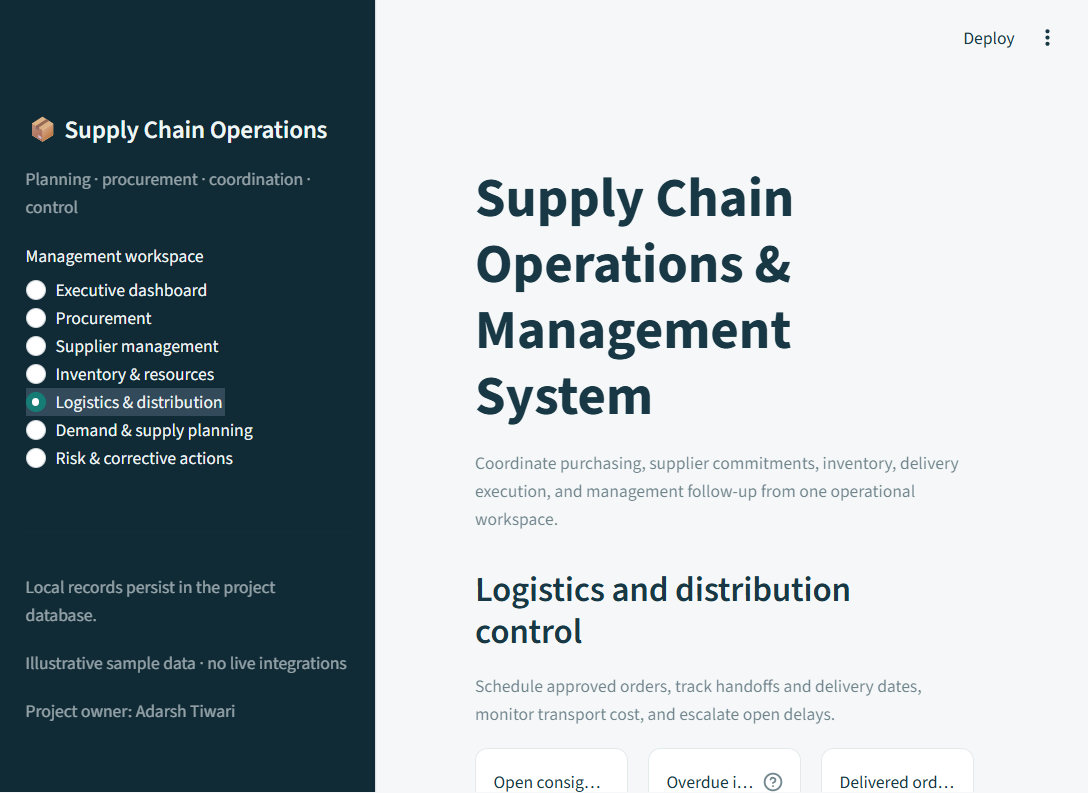 Deploy
Supply Chain Operations
Planning · procurement · coordination ·
control
Management workspace
Executive dashboard
Procurement
Supplier management
Inventory & resources
Logistics & distribution
Demand & supply planning
Risk & corrective actions
Local records persist in the project
database.
Illustrative sample data · no live integrations
Project owner: Adarsh Tiwari
Supply Chain
Operations &
Management
System
Coordinate purchasing, supplier commitments, inventory, delivery
execution, and management follow-up from one operational
workspace.
Logistics and distribution
control
Schedule approved orders, track handoffs and delivery dates,
monitor transport cost, and escalate open delays.
Open consig...
Overdue i...
Delivered ord...